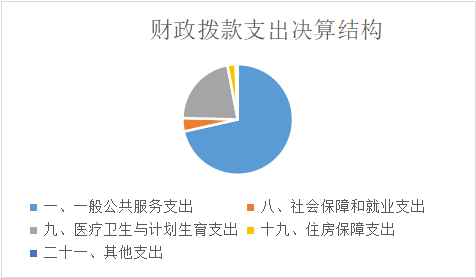 财政拨款支出决算结构
一、一般公共服务支出
八、社会保障和就业支出
九、医疗卫生与计划生育支出
十九、住房保障支出
二十一、其他支出